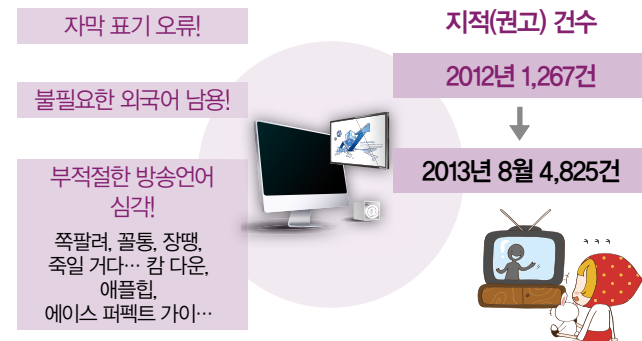 자막 표기 오류!
불필요한 외국어 남용!
부적절한 방송언어
심각!
쪽팔려, 꼴통, 장땡,
죽일 거다… 캄 다운,
애플힙,
에이스 퍼펙트 가이…
@
지적(권고) 건수
2012년 1,267건
2013년 8월 4,825건
ㅋㅋㅋ